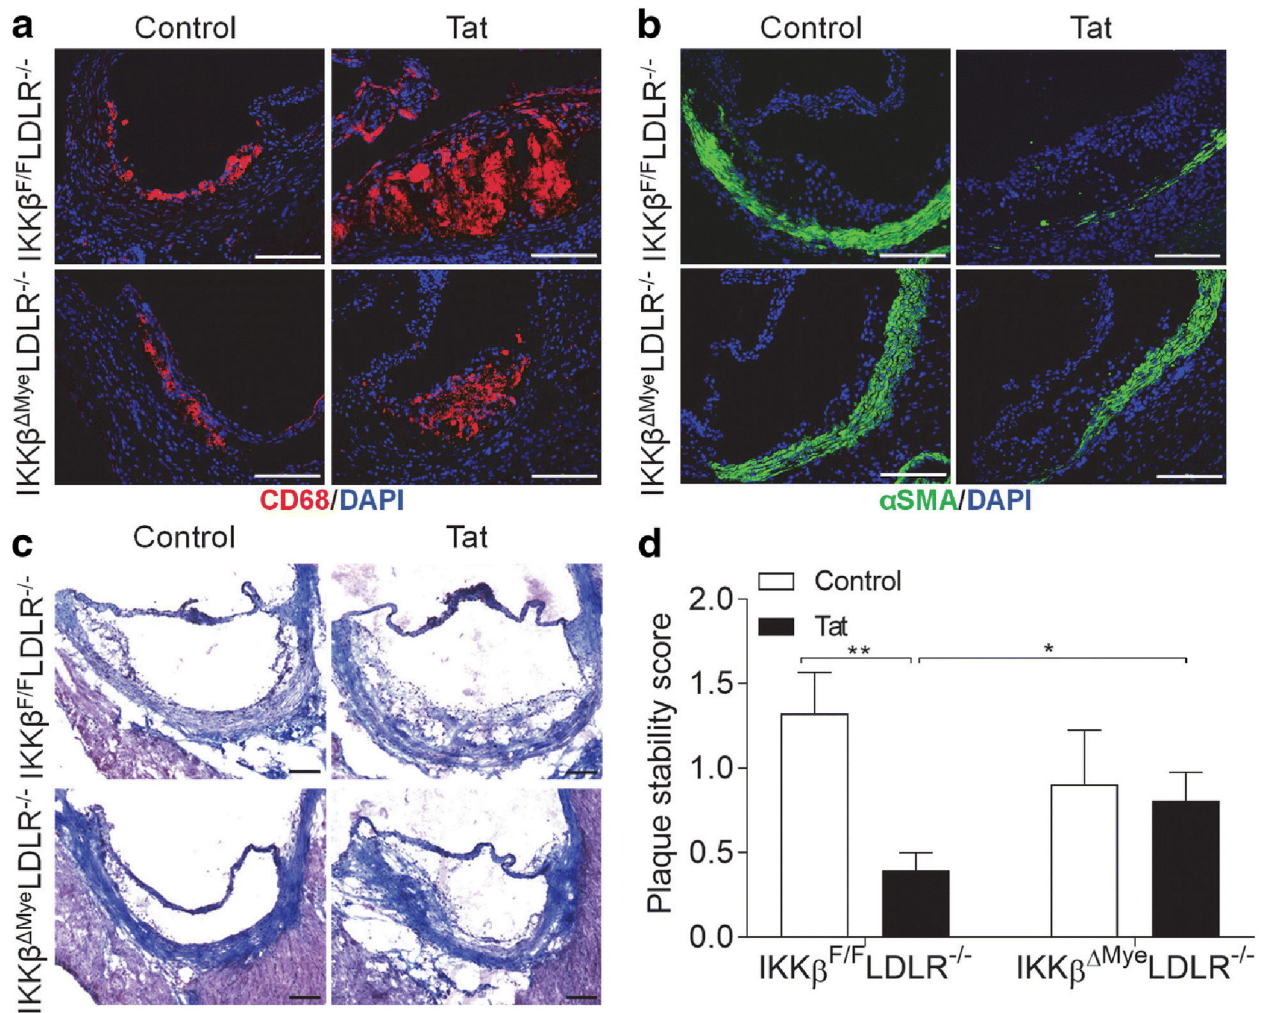 a
Control
Tat
IKKβF/FLDLR-/-
IKKβΔMyeLDLR-/-
CD68/DAPI
b
Control
Tat
IKKβF/FLDLR-/-
IKKβΔMyeLDLR-/-
αSMA/DAPI
c
Control
Tat
IKKβF/FLDLR-/-
IKKβΔMyeLDLR-/-
d
Control
Tat
Plaque stability score
2.0
1.5
1.0
0.5
0.0
**
*
IKKβF/FLDLR-/-
IKKβΔMyeLDLR-/-